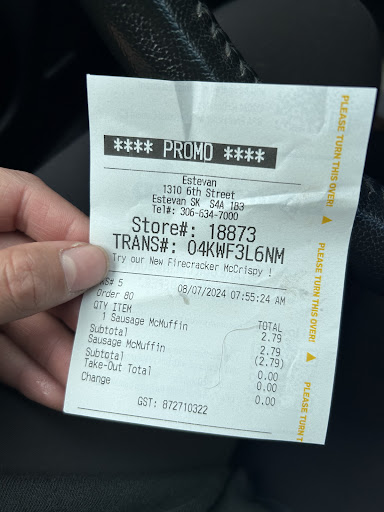 **** PROMO ****
Estevan
1310 6th Street
Estevan SK S4A 1B3
Tel#: 306-634-7000
Store#: 18873
TRANS#: 04KWF3L6NM
Try our New Firecracker McCrispy !
KS# 5 08/07/2024 07:55:24 AM
Order 80
QTY ITEM TOTAL
1 Sausage McMuffin 2.79
Subtotal 2.79
Sausage McMuffin (2.79)
Subtotal 0.00
Take-Out Total 0.00
Change 0.00
GST: 872710322
PLEASE TURN THIS OVER!
PLEASE TURN THIS OVER!
PLEASE TURN T